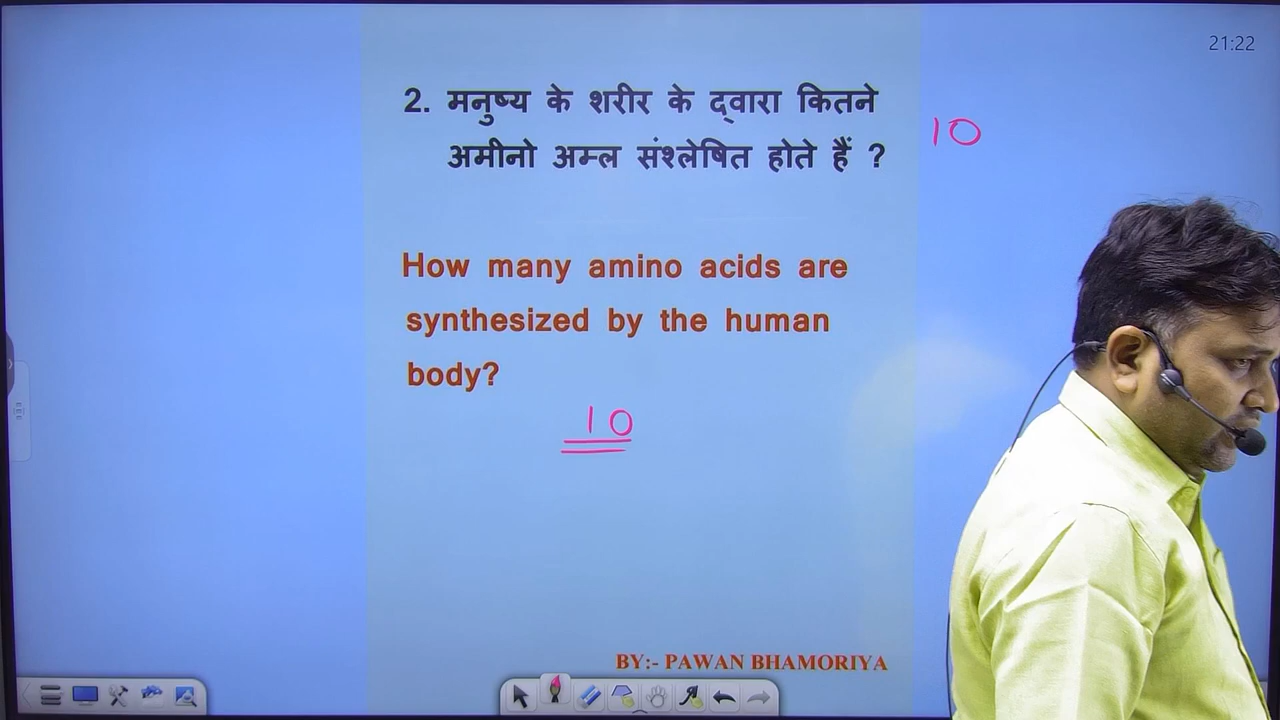 21:22
2. मनुष्य के शरीर के द्वारा कितने
10
अमीनो अम्ल संश्लेषित होते हैं ?
How many amino acids are
synthesized by the human
body?
10
BY:- PAWAN BHAMORIYA